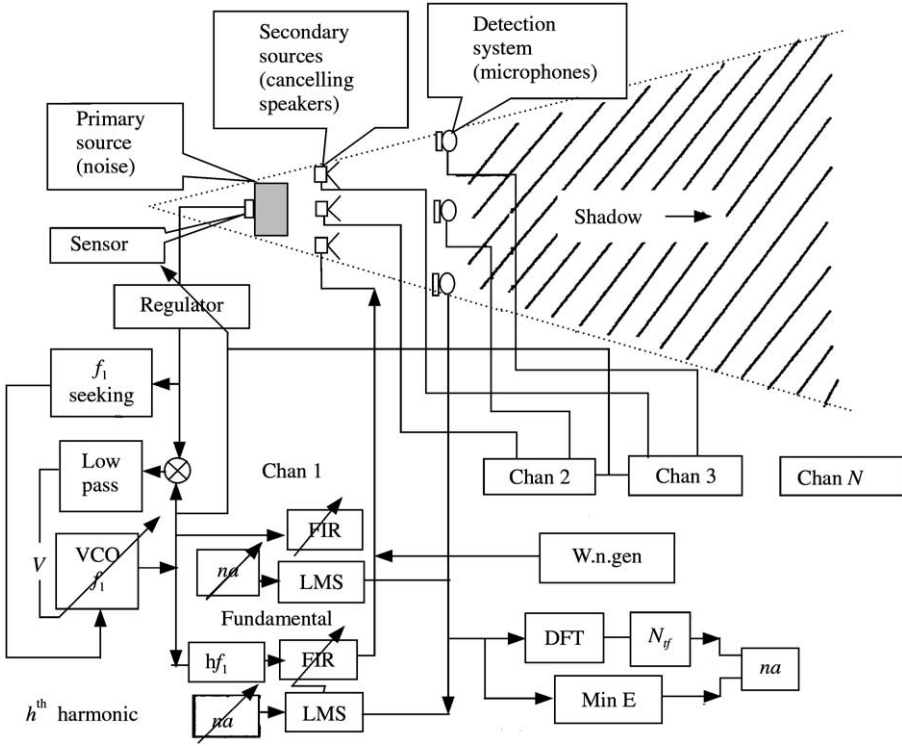 Secondary
sources
(cancelling
speakers)
Detection
system
(microphones)
Primary
source
(noise)
Shadow
Sensor
Regulator
f₁
seeking
Low
pass
Chan 1
Chan 2
Chan 3
Chan N
VCO
f₁
V
FIR
na
LMS
W.n.gen
Fundamental
hf₁
FIR
DFT
N_tf
na
Min E
na
LMS
hᵗʰ harmonic